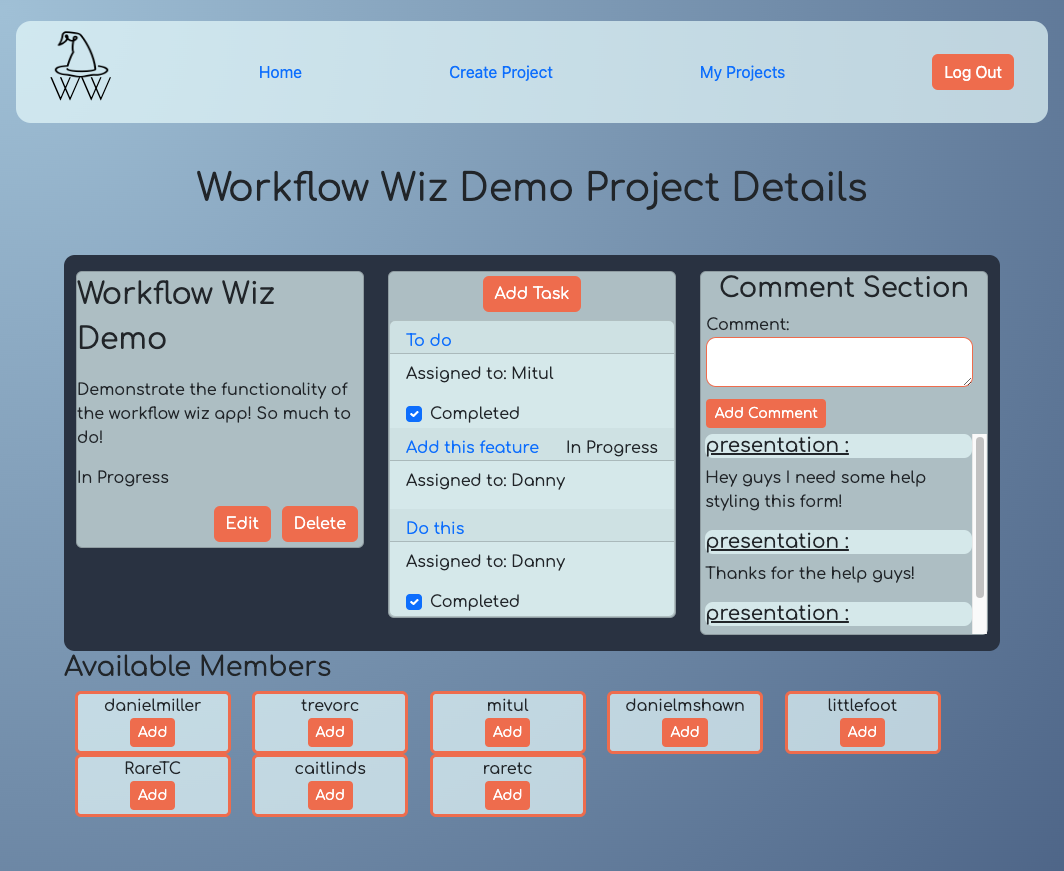 WW
Home
Create Project
My Projects
Log Out
Workflow Wiz Demo Project Details
Workflow Wiz
Demo
Demonstrate the functionality of
the workflow wiz app! So much to
do!
In Progress
Edit
Delete
Add Task
To do
Assigned to: Mitul
Completed
Add this feature
In Progress
Assigned to: Danny
Do this
Assigned to: Danny
Completed
Comment Section
Comment:
Add Comment
presentation :
Hey guys I need some help
styling this form!
presentation :
Thanks for the help guys!
presentation :
Available Members
danielmiller
Add
trevorc
Add
mitul
Add
danielmshawn
Add
littlefoot
Add
RareTC
Add
caitlinds
Add
raretc
Add